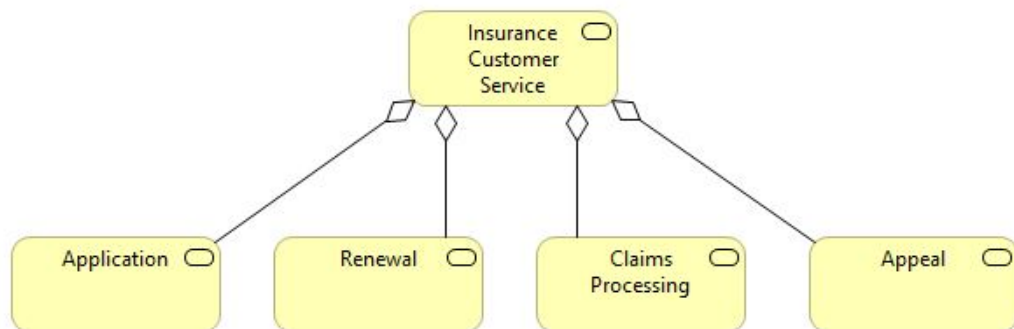 Insurance
Customer
Service
Application
Renewal
Claims
Processing
Appeal